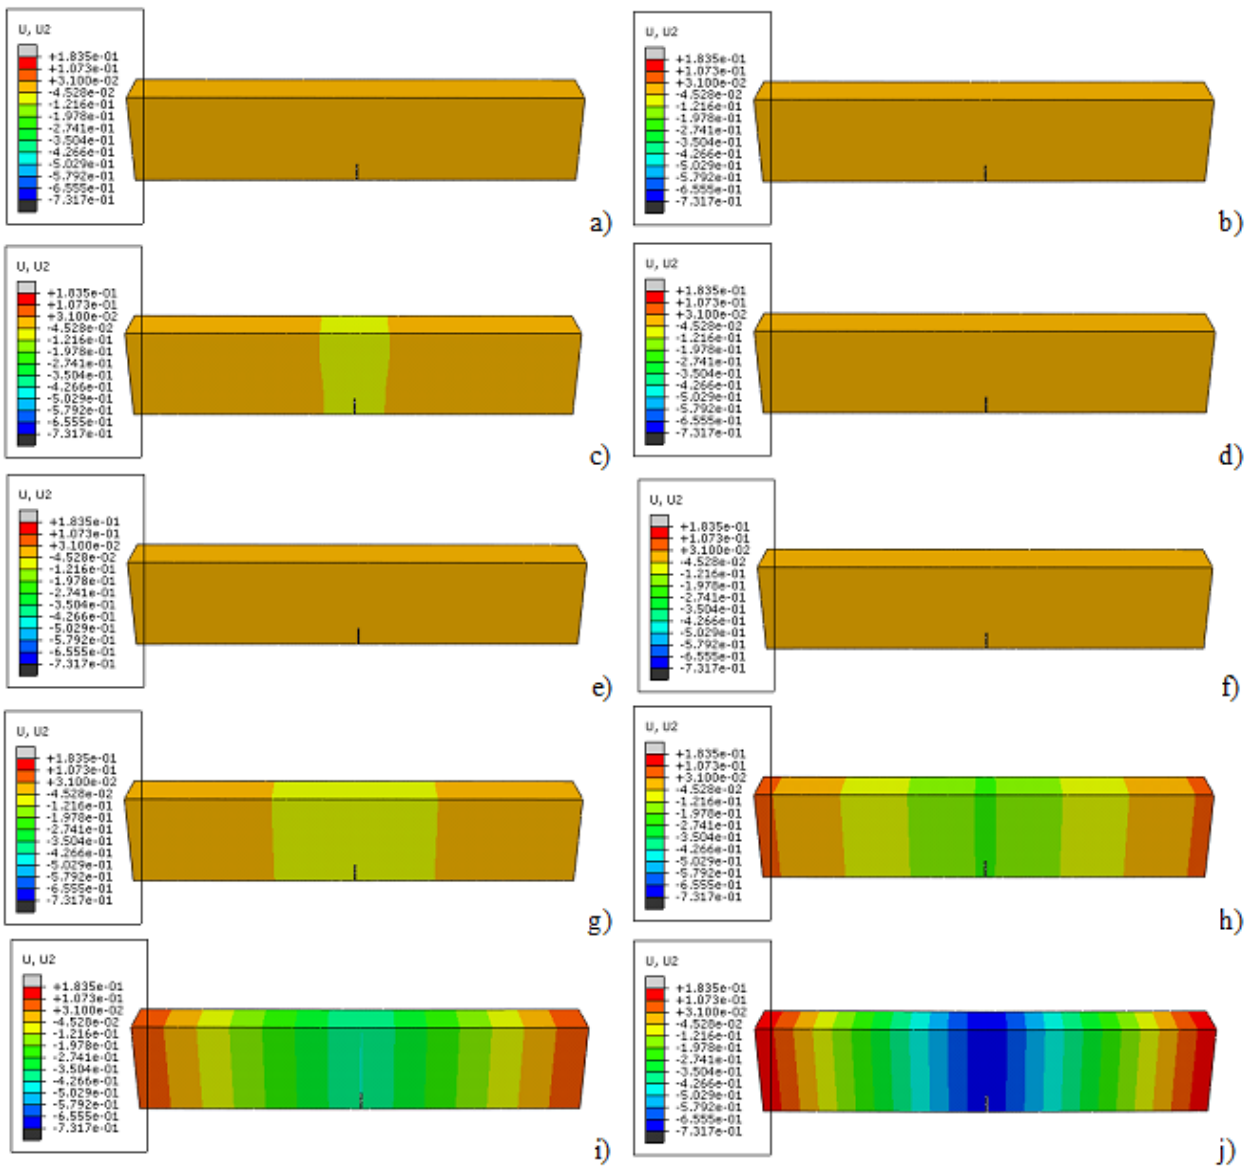 U, U2
+1.835e-01
+1.073e-01
+3.100e-02
-4.528e-02
-1.216e-01
-1.978e-01
-2.741e-01
-3.504e-01
-4.266e-01
-5.029e-01
-5.792e-01
-6.555e-01
-7.317e-01
a)
U, U2
+1.835e-01
+1.073e-01
+3.100e-02
-4.528e-02
-1.216e-01
-1.978e-01
-2.741e-01
-3.504e-01
-4.266e-01
-5.029e-01
-5.792e-01
-6.555e-01
-7.317e-01
b)
U, U2
+1.835e-01
+1.073e-01
+3.100e-02
-4.528e-02
-1.216e-01
-1.978e-01
-2.741e-01
-3.504e-01
-4.266e-01
-5.029e-01
-5.792e-01
-6.555e-01
-7.317e-01
c)
U, U2
+1.835e-01
+1.073e-01
+3.100e-02
-4.528e-02
-1.216e-01
-1.978e-01
-2.741e-01
-3.504e-01
-4.266e-01
-5.029e-01
-5.792e-01
-6.555e-01
-7.317e-01
d)
U, U2
+1.835e-01
+1.073e-01
+3.100e-02
-4.528e-02
-1.216e-01
-1.978e-01
-2.741e-01
-3.504e-01
-4.266e-01
-5.029e-01
-5.792e-01
-6.555e-01
-7.317e-01
e)
U, U2
+1.835e-01
+1.073e-01
+3.100e-02
-4.528e-02
-1.216e-01
-1.978e-01
-2.741e-01
-3.504e-01
-4.266e-01
-5.029e-01
-5.792e-01
-6.555e-01
-7.317e-01
f)
U, U2
+1.835e-01
+1.073e-01
+3.100e-02
-4.528e-02
-1.216e-01
-1.978e-01
-2.741e-01
-3.504e-01
-4.266e-01
-5.029e-01
-5.792e-01
-6.555e-01
-7.317e-01
g)
U, U2
+1.835e-01
+1.073e-01
+3.100e-02
-4.528e-02
-1.216e-01
-1.978e-01
-2.741e-01
-3.504e-01
-4.266e-01
-5.029e-01
-5.792e-01
-6.555e-01
-7.317e-01
h)
U, U2
+1.835e-01
+1.073e-01
+3.100e-02
-4.528e-02
-1.216e-01
-1.978e-01
-2.741e-01
-3.504e-01
-4.266e-01
-5.029e-01
-5.792e-01
-6.555e-01
-7.317e-01
i)
U, U2
+1.835e-01
+1.073e-01
+3.100e-02
-4.528e-02
-1.216e-01
-1.978e-01
-2.741e-01
-3.504e-01
-4.266e-01
-5.029e-01
-5.792e-01
-6.555e-01
-7.317e-01
j)